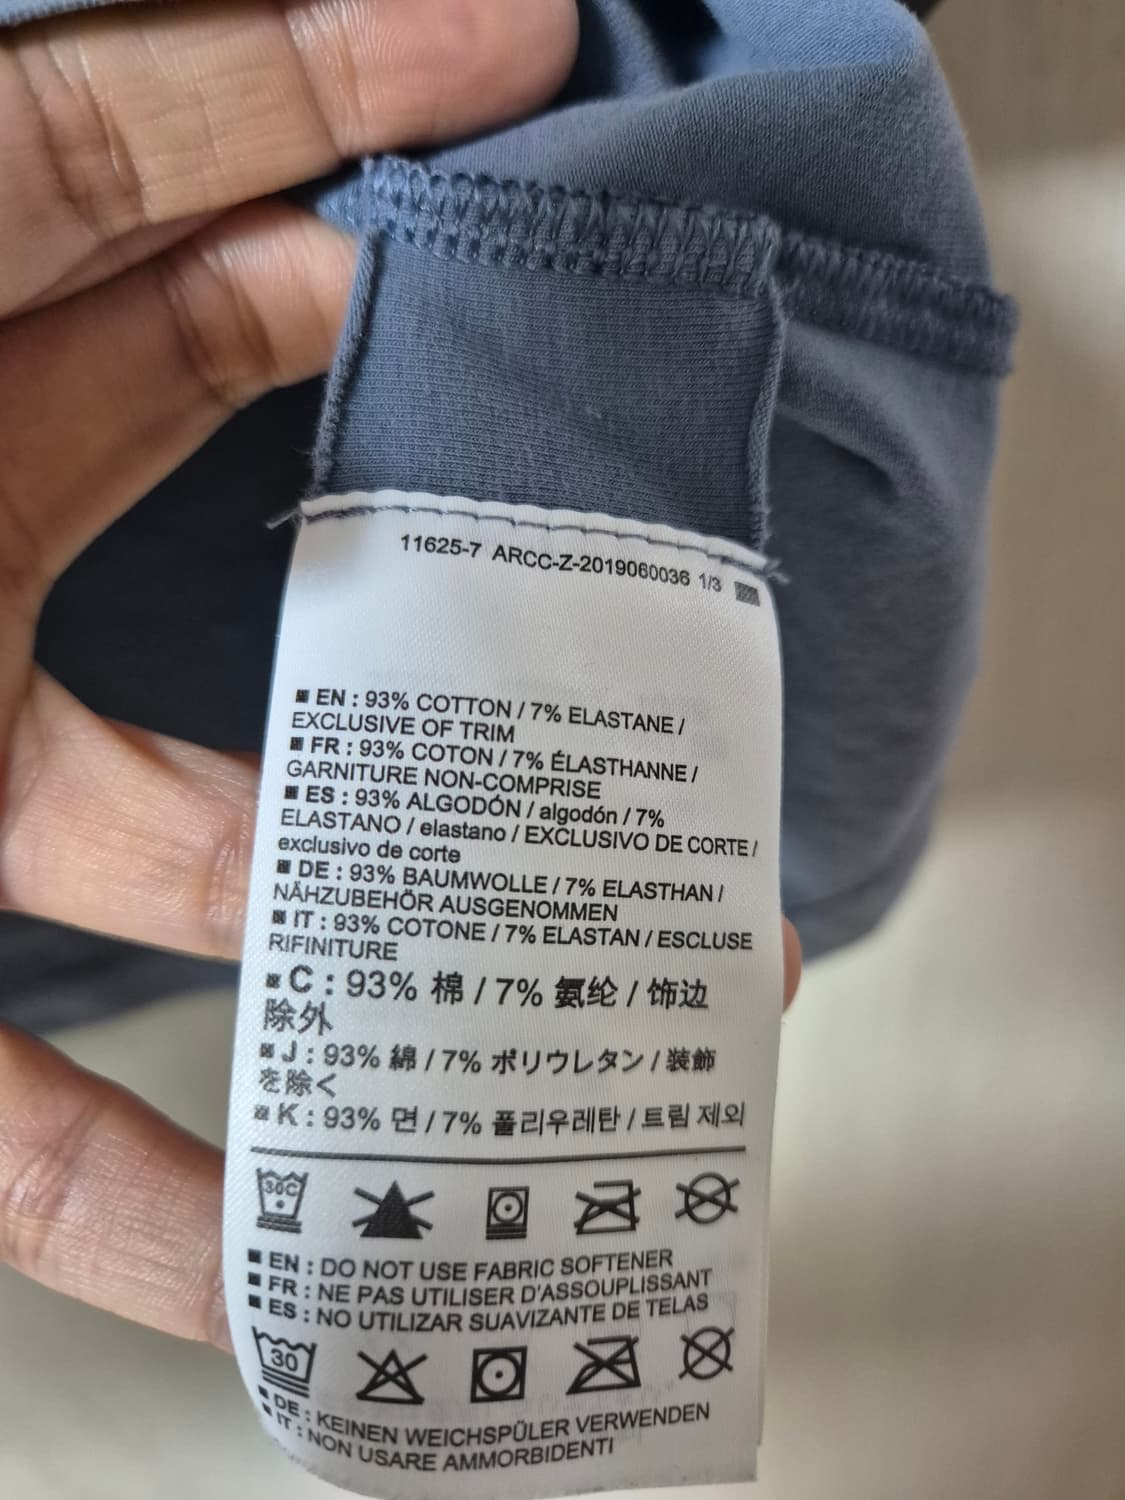 11625-7 ARCC-Z-2019060036 1/3
EN : 93% COTTON / 7% ELASTANE /
EXCLUSIVE OF TRIM
FR : 93% COTON / 7% ÉLASTHANNE /
GARNITURE NON-COMPRISE
ES : 93% ALGODÓN / algodón / 7%
ELASTANO / elastano / EXCLUSIVO DE CORTE /
exclusivo de corte
DE : 93% BAUMWOLLE / 7% ELASTHAN /
NÄHZUBEHÖR AUSGENOMMEN
IT : 93% COTONE / 7% ELASTAN / ESCLUSE
RIFINITURE
C : 93% 棉 / 7% 氨纶 / 饰边
除外
J : 93% 綿 / 7% ポリウレタン / 装飾
を除く
K : 93% 면 / 7% 폴리우레탄 / 트림 제외
30C
EN : DO NOT USE FABRIC SOFTENER
FR : NE PAS UTILISER D'ASSOUPLISSANT
ES : NO UTILIZAR SUAVIZANTE DE TELAS
30
DE : KEINEN WEICHSPÜLER VERWENDEN
IT : NON USARE AMMORBIDENTI